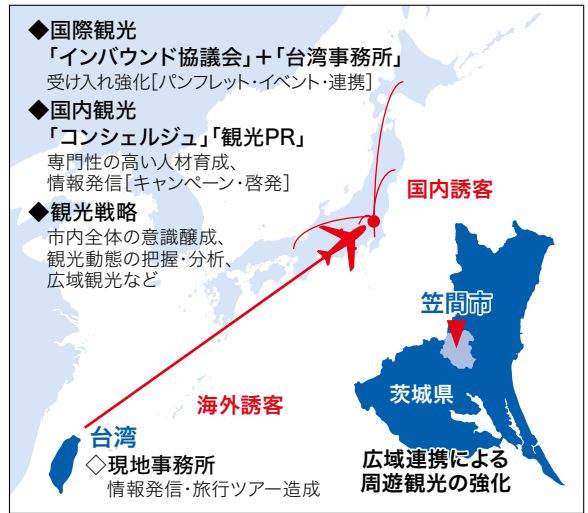 ◆国際観光
「インバウンド協議会」＋「台湾事務所」
受け入れ強化［パンフレット・イベント・連携］
◆国内観光
「コンシェルジュ」「観光PR」
専門性の高い人材育成、
情報発信［キャンペーン・啓発］
◆観光戦略
市内全体の意識醸成、
観光動態の把握・分析、
広域観光など
国内誘客
笠間市
茨城県
海外誘客
台湾
◇現地事務所
情報発信・旅行ツアー造成
広域連携による
周遊観光の強化